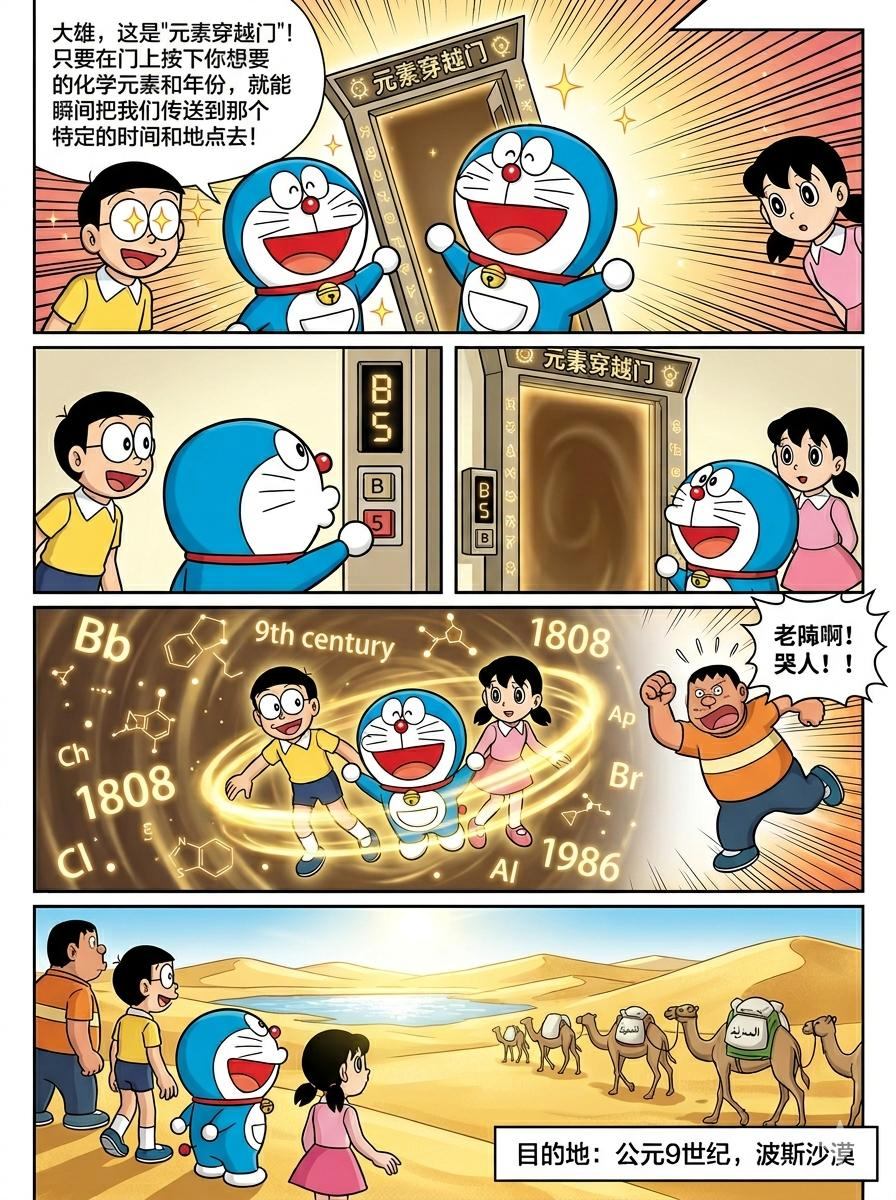 大雄，这是"元素穿越门"！
只要在门上按下你想要
的化学元素和年份，就能
瞬间把我们传送到那个
特定的时间和地点去！
元素穿越门
B
5
B
5
元素穿越门
B
5
B
Bb
9th century
1808
老
啊！
哭人！！
Ch
1808
Cl
N
S
Ap
Br
Al
1986
目的地：公元9世纪，波斯沙漠